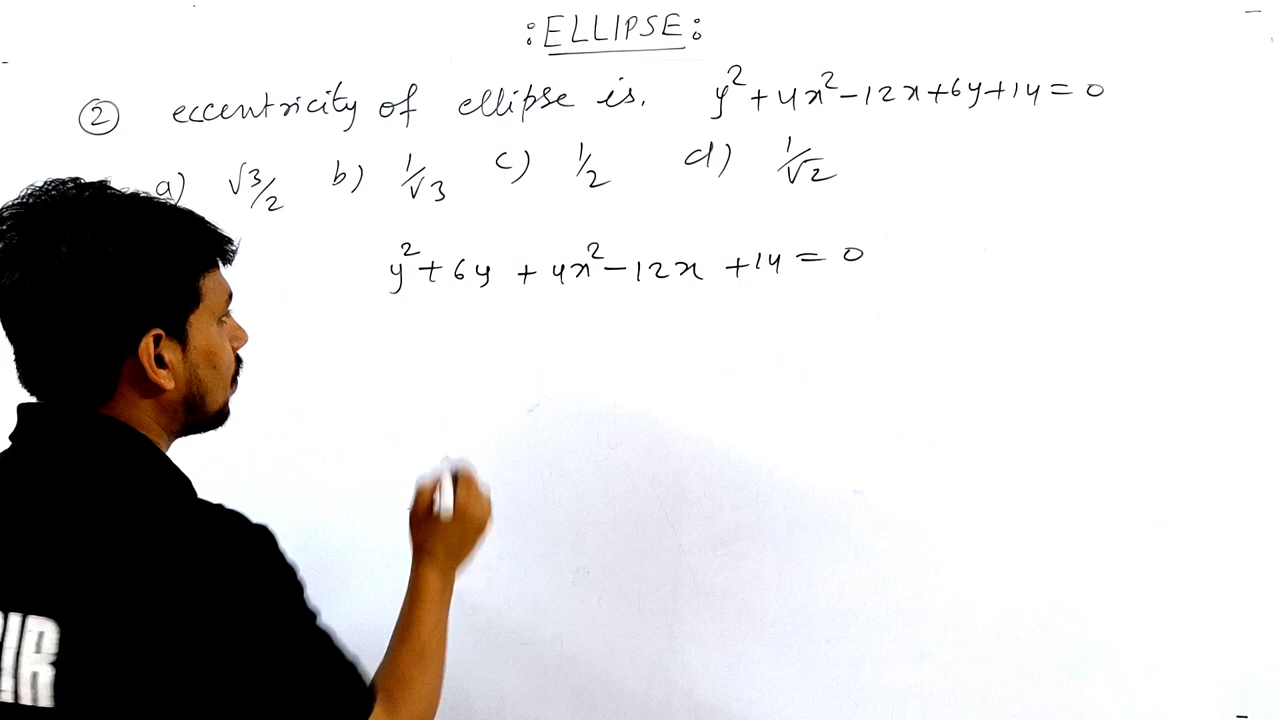 :ELLIPSE:
② eccentricity of ellipse is. y²+4x²-12x+6y+14=0
a) √3/2 b) 1/√3 c) 1/2 d) 1/√2
y²+6y+4x²-12x+14=0